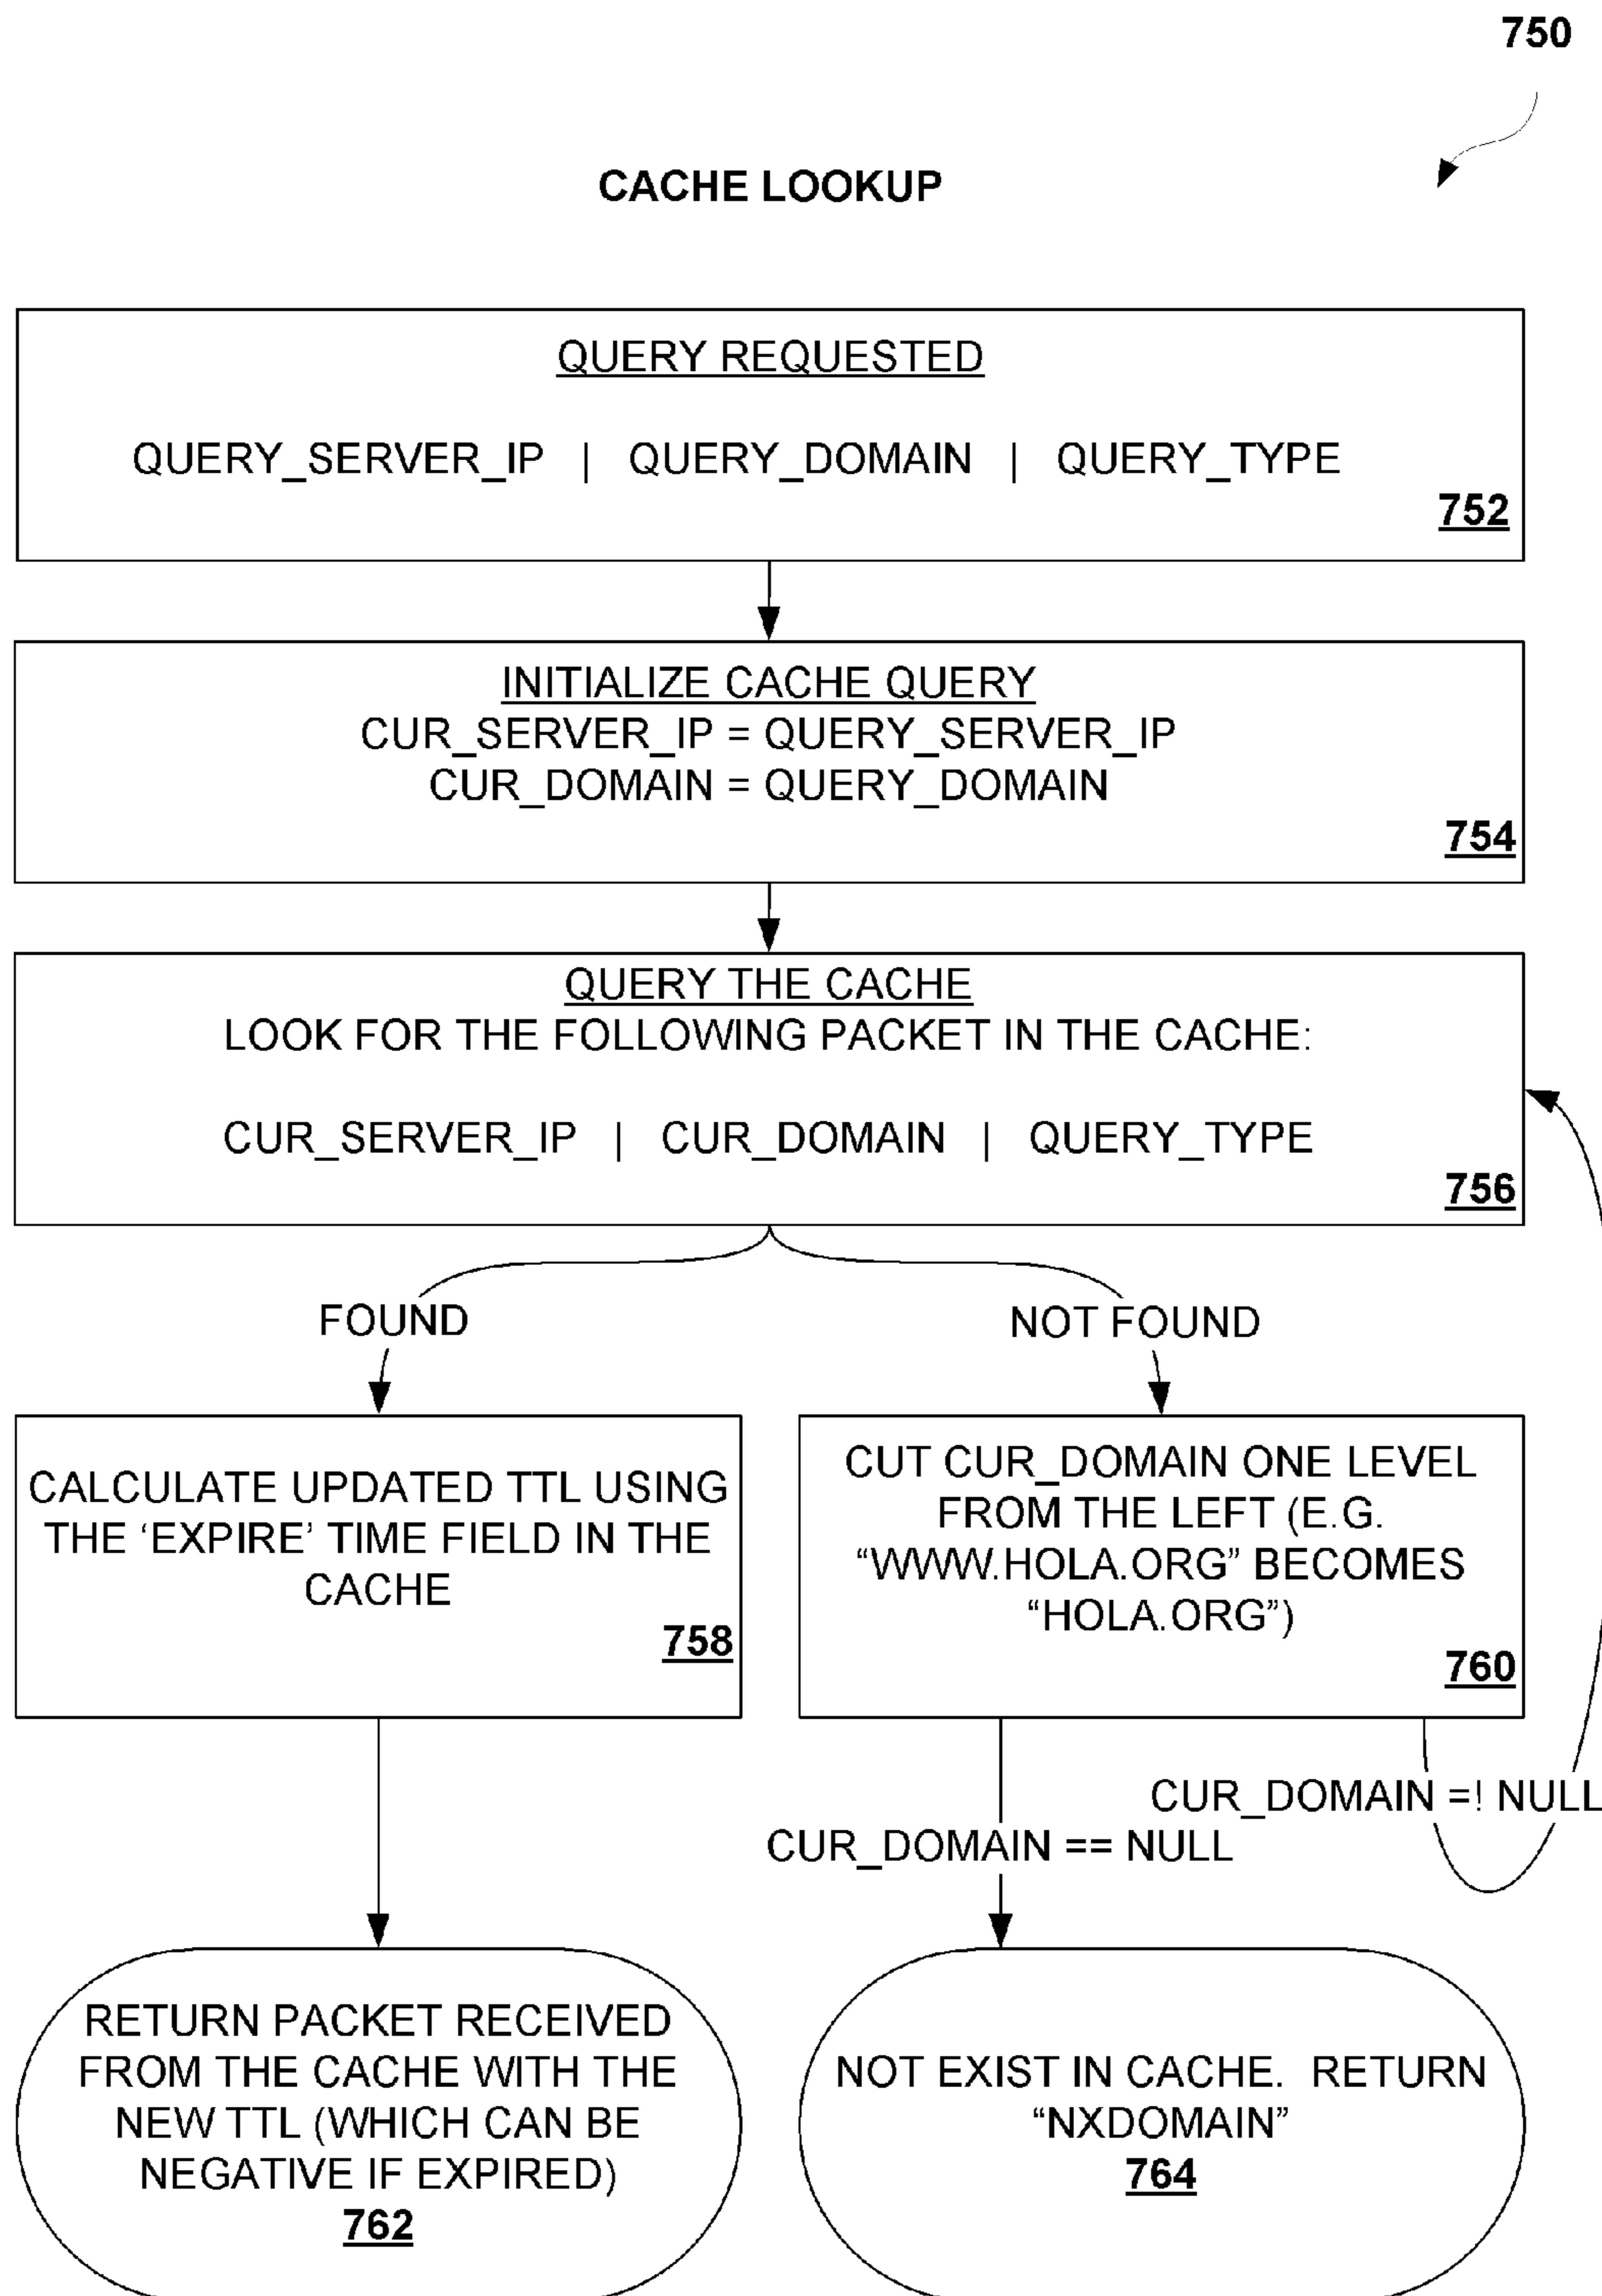 750
CACHE LOOKUP
QUERY REQUESTED
QUERY_SERVER_IP | QUERY_DOMAIN | QUERY_TYPE
752
INITIALIZE CACHE QUERY
CUR_SERVER_IP = QUERY_SERVER_IP
CUR_DOMAIN = QUERY_DOMAIN
754
QUERY THE CACHE
LOOK FOR THE FOLLOWING PACKET IN THE CACHE:
CUR_SERVER_IP | CUR_DOMAIN | QUERY_TYPE
756
FOUND
NOT FOUND
CALCULATE UPDATED TTL USING
THE ‘EXPIRE’ TIME FIELD IN THE
CACHE
758
CUT CUR_DOMAIN ONE LEVEL
FROM THE LEFT (E.G.
“WWW.HOLA.ORG” BECOMES
“HOLA.ORG”)
760
CUR_DOMAIN =! NULL
CUR_DOMAIN == NULL
RETURN PACKET RECEIVED
FROM THE CACHE WITH THE
NEW TTL (WHICH CAN BE
NEGATIVE IF EXPIRED)
762
NOT EXIST IN CACHE. RETURN
“NXDOMAIN”
764